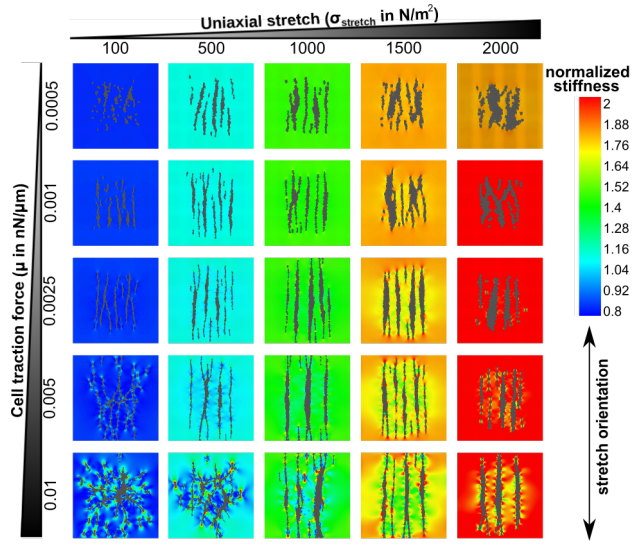 Uniaxial stretch (σstretch in N/m²)
100 500 1000 1500 2000
normalized
stiffness
Cell traction force (μ in nN/μm)
0.0005
0.001
0.0025
0.005
0.01
2
1.88
1.76
1.64
1.52
1.4
1.28
1.16
1.04
0.92
0.8
stretch orientation